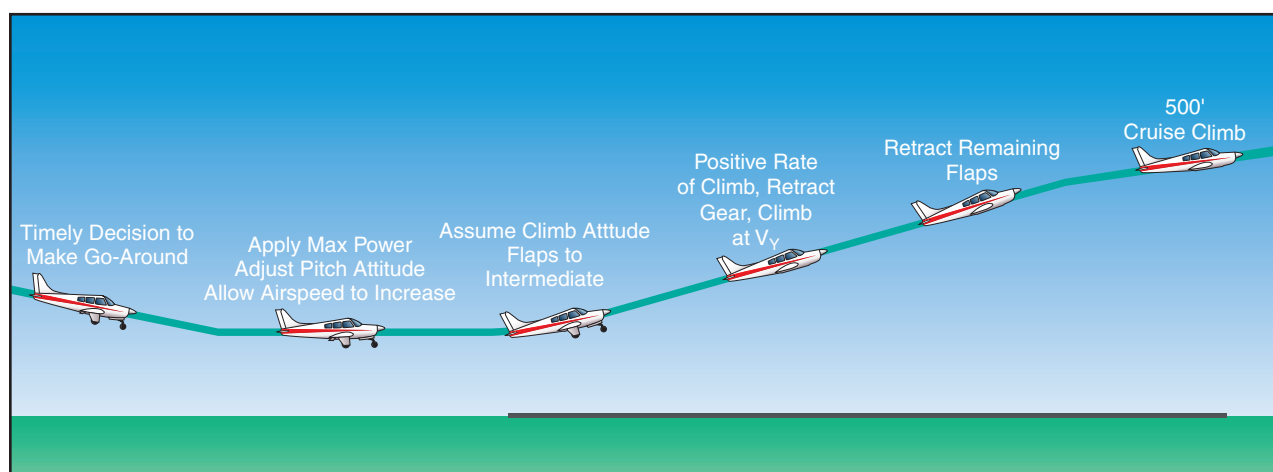 Timely Decision to
Make Go-Around
Apply Max Power
Adjust Pitch Attitude
Allow Airspeed to Increase
Assume Climb Atttude
Flaps to
Intermediate
Positive Rate
of Climb, Retract
Gear, Climb
at VY
Retract Remaining
Flaps
500'
Cruise Climb